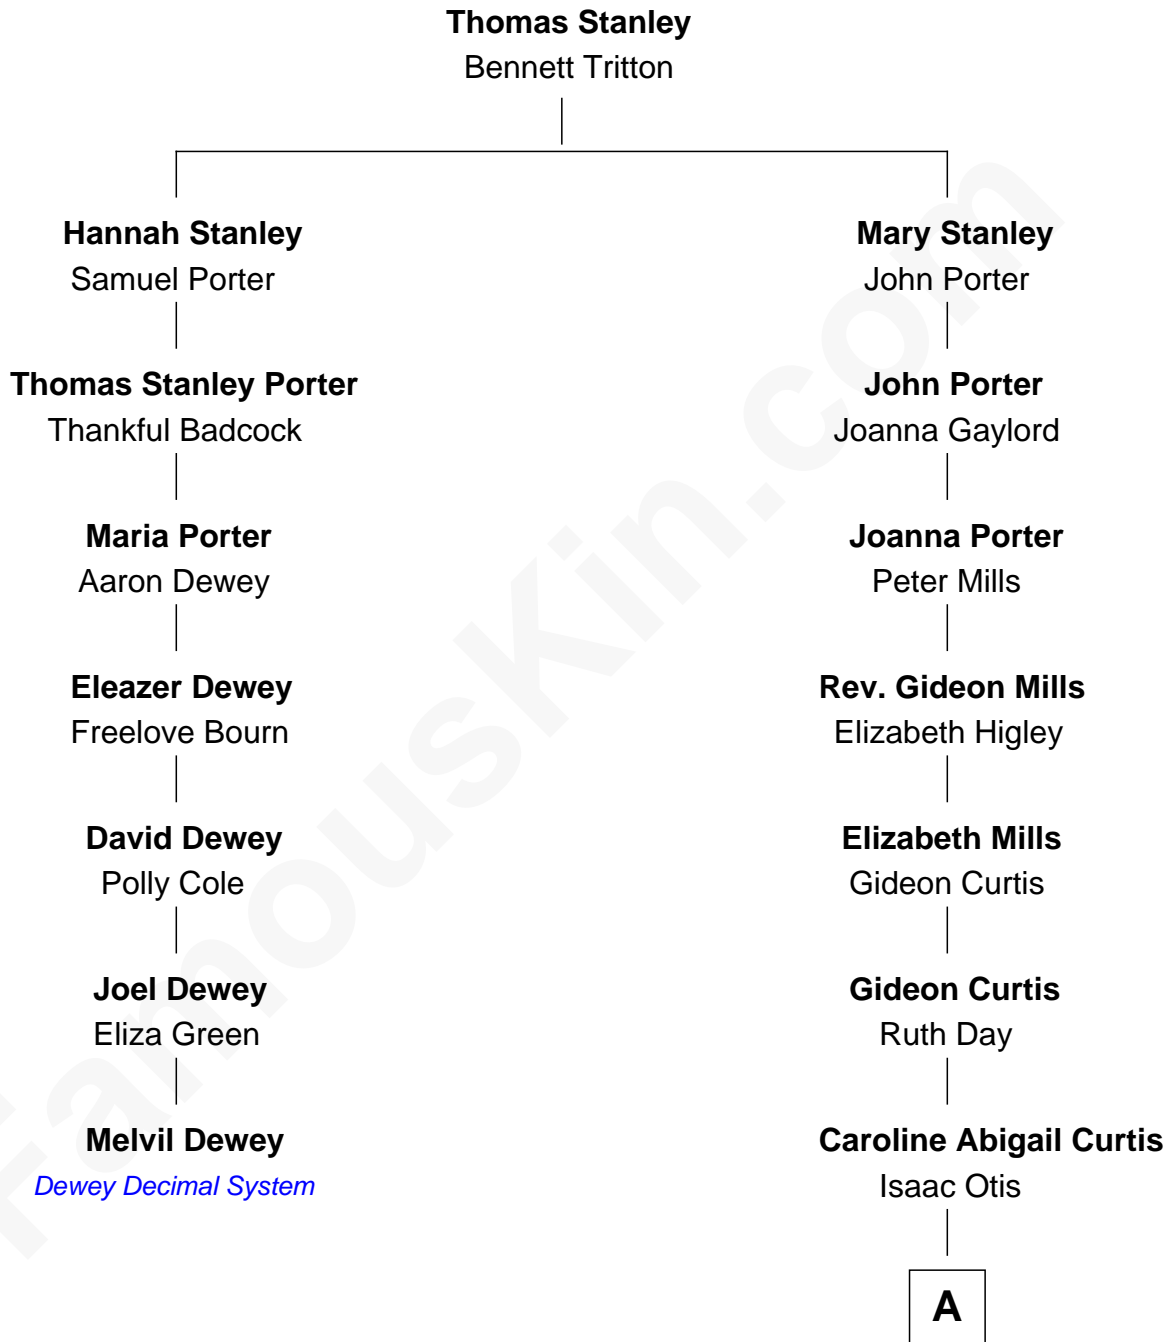 Thomas Stanley
Bennett Tritton
Hannah Stanley
Samuel Porter
Mary Stanley
John Porter
Thomas Stanley Porter
Thankful Badcock
John Porter
Joanna Gaylord
Maria Porter
Aaron Dewey
Joanna Porter
Peter Mills
Eleazer Dewey
Freelove Bourn
Rev. Gideon Mills
Elizabeth Higley
David Dewey
Polly Cole
Elizabeth Mills
Gideon Curtis
Joel Dewey
Eliza Green
Gideon Curtis
Ruth Day
Melvil Dewey
Dewey Decimal System
Caroline Abigail Curtis
Isaac Otis
A
FamousKin.com